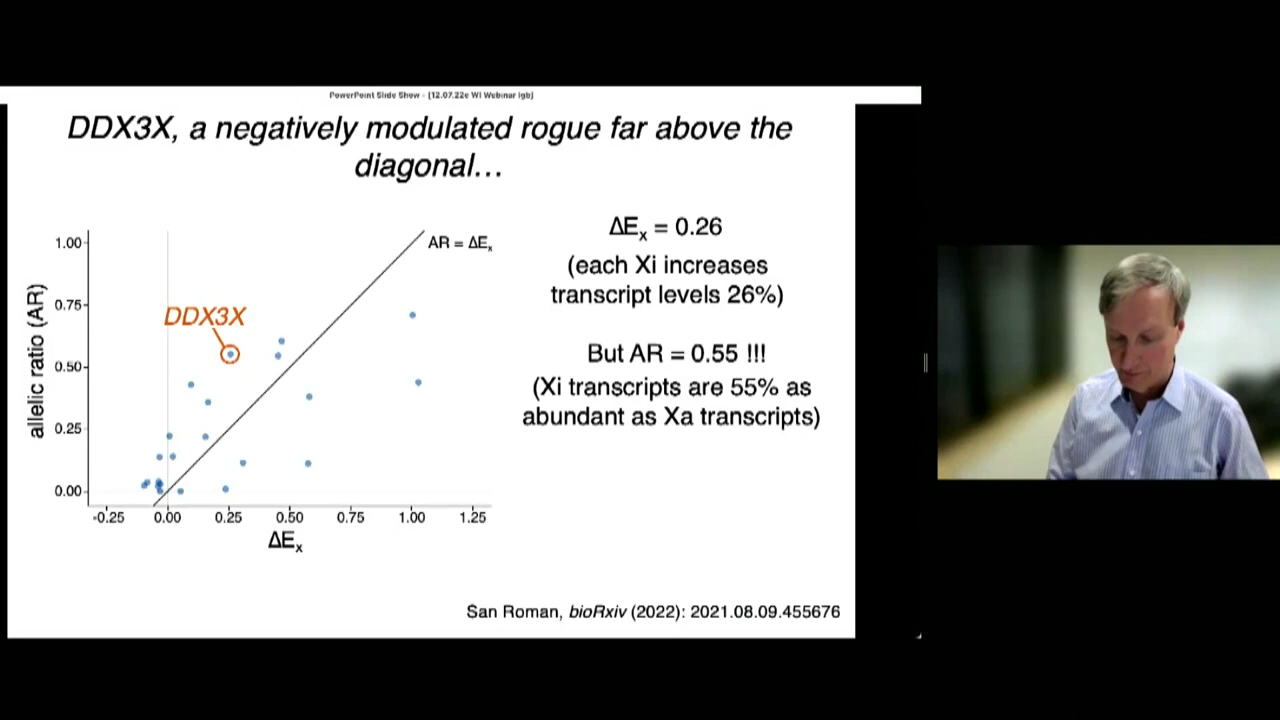 PowerPoint Slide Show - [12.07.22e WI Webinar lgb]
DDX3X, a negatively modulated rogue far above the
diagonal…
1.00
0.75
0.50
0.25
0.00
allelic ratio (AR)
AR = ΔEx
DDX3X
-0.25 0.00 0.25 0.50 0.75 1.00 1.25
ΔEx
ΔEx = 0.26
(each Xi increases
transcript levels 26%)
But AR = 0.55 !!!
(Xi transcripts are 55% as
abundant as Xa transcripts)
San Roman, bioRxiv (2022): 2021.08.09.455676